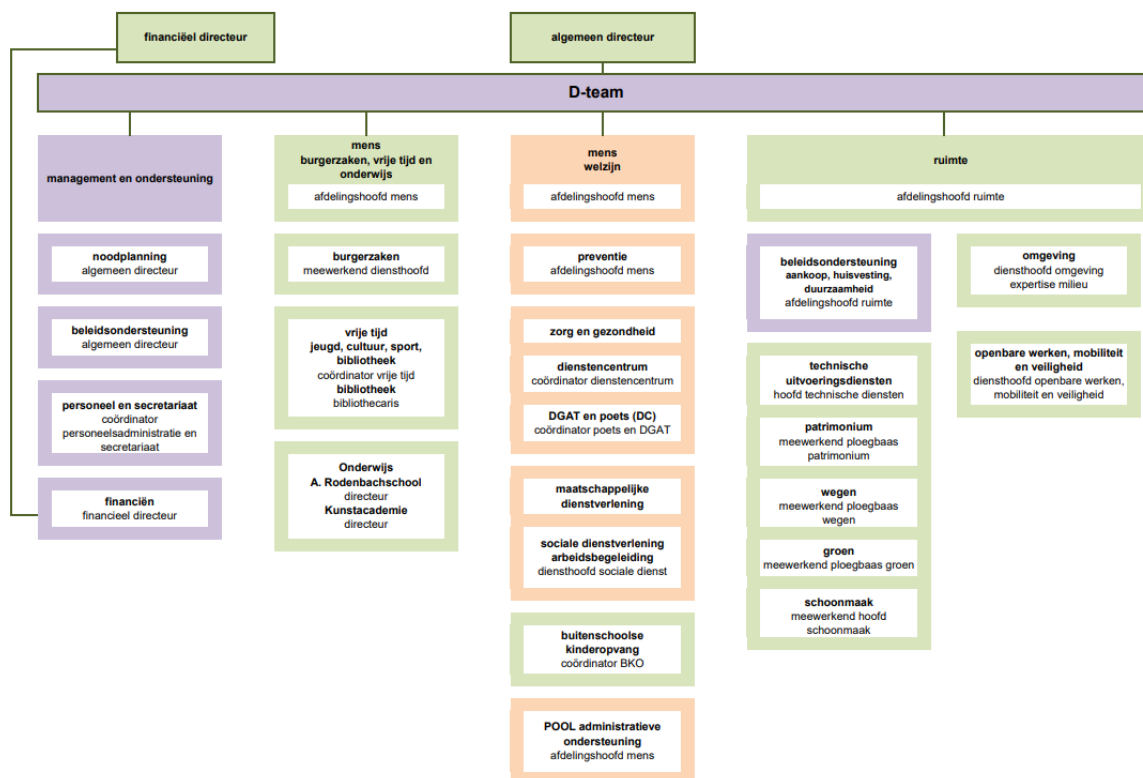 financiëel directeur
algemeen directeur
D-team
management en ondersteuning
noodplanning
algemeen directeur
beleidsondersteuning
algemeen directeur
personeel en secretariaat
coördinator
personeelsadministratie en
secretariaat
financiën
financieel directeur
mens
burgerzaken, vrije tijd en
onderwijs
afdelingshoofd mens
burgerzaken
meewerkend diensthoofd
vrije tijd
jeugd, cultuur, sport,
bibliotheek
coördinator vrije tijd
bibliotheek
bibliothecaris
Onderwijs
A. Rodenbachschool
directeur
Kunstacademie
directeur
mens
welzijn
afdelingshoofd mens
preventie
afdelingshoofd mens
zorg en gezondheid
dienstencentrum
coördinator dienstencentrum
DGAT en poets (DC)
coördinator poets en DGAT
maatschappelijke
dienstverlening
sociale dienstverlening
arbeidsbegeleiding
diensthoofd sociale dienst
buitenschoolse
kinderopvang
coördinator BKO
POOL administratieve
ondersteuning
afdelingshoofd mens
ruimte
afdelingshoofd ruimte
beleidsondersteuning
aankoop, huisvesting,
duurzaamheid
afdelingshoofd ruimte
technische
uitvoeringsdiensten
hoofd technische diensten
patrimonium
meewerkend ploegbaas
patrimonium
wegen
meewerkend ploegbaas
wegen
groen
meewerkend ploegbaas groen
schoonmaak
meewerkend hoofd
schoonmaak
omgeving
diensthoofd omgeving
expertise milieu
openbare werken, mobiliteit
en veiligheid
diensthoofd openbare werken,
mobiliteit en veiligheid